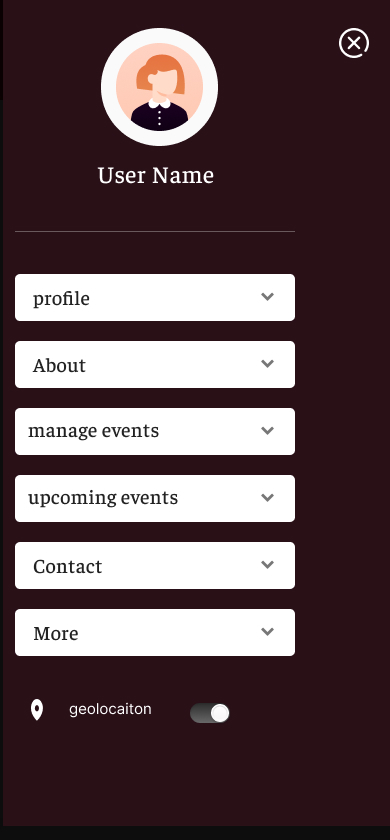 User Name
profile
About
manage events
upcoming events
Contact
More
geolocaiton